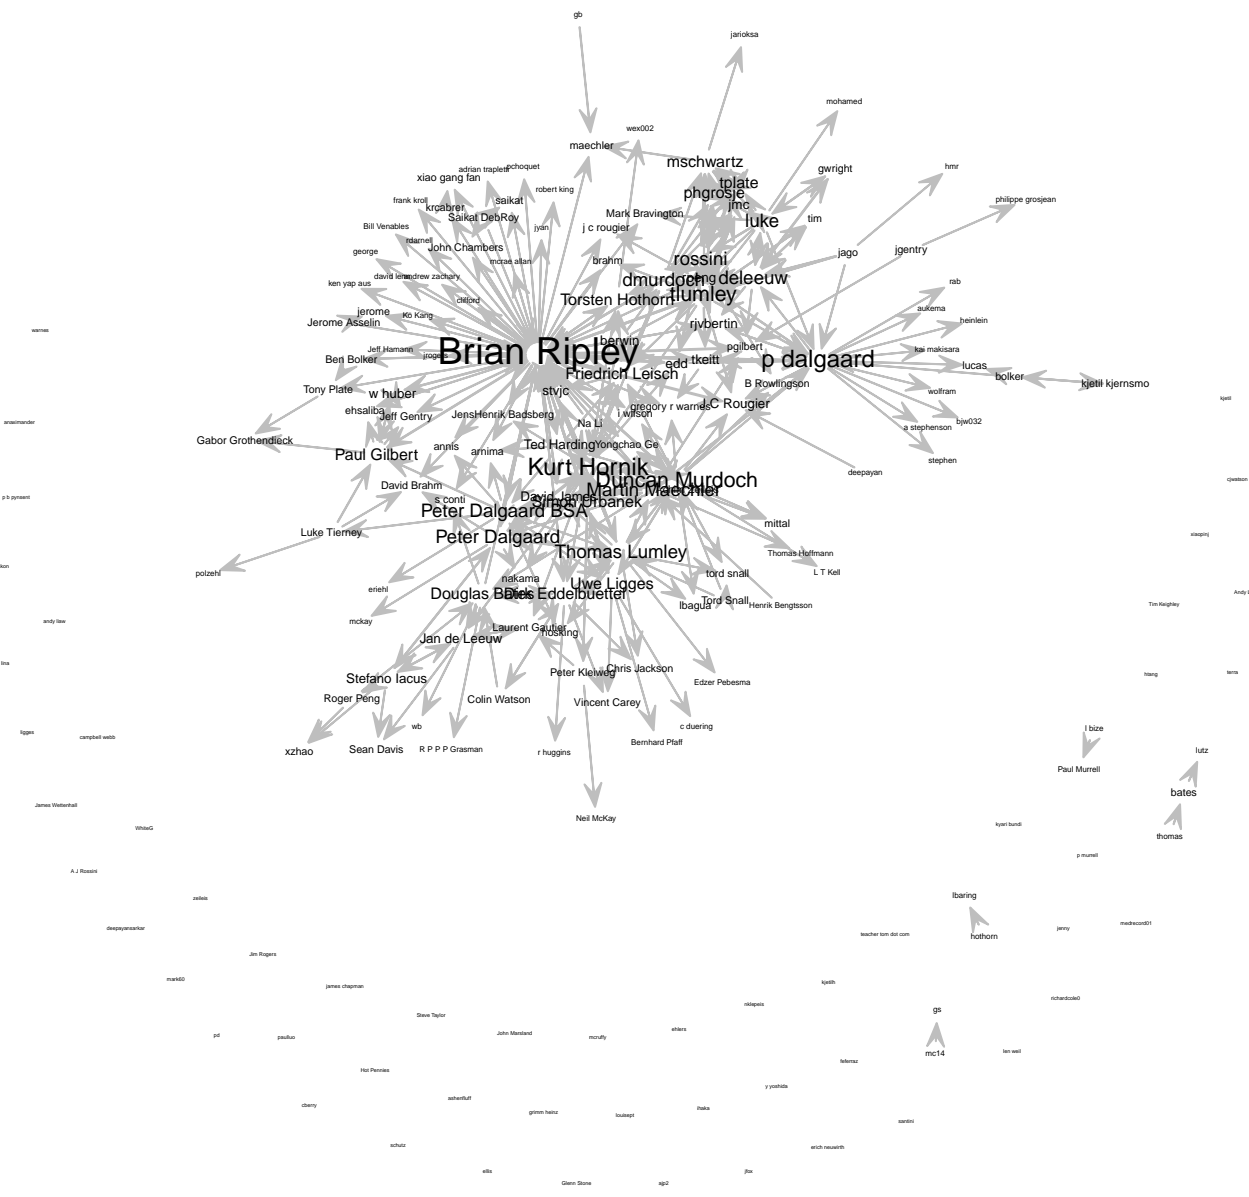 gb
jarioksa
mohamed
wex002
maechler
mschwartz
adrian trapletti
pchoquet
gwright
hmr
xiao gang fan
tplate
robert king
phgrosje
frank kroll
krcabrer
saikat
jmc
philippe grosjean
Mark Bravington
Saikat DebRoy
luke
tim
Bill Venables
jyan
j c rougier
rdarnell
John Chambers
george
jago
jgentry
mcrae allan
brahm
rossini
david lenz
andrew zachary
dmurdoch
deleeuw
rab
ken yap aus
tlumley
clifford
Torsten Hothorn
jerome
Ko Kang
aukema
Jerome Asselin
rjvbertin
heinlein
warnes
berwin
Jeff Hamann
jrogers
Brian Ripley
pgilbert
kai makisara
Ben Bolker
edd
tkeitt
p dalgaard
lucas
Friedrich Leisch
bolker
B Rowlingson
kjetil kjernsmo
Tony Plate
w huber
stvjc
wolfram
kjetil
ehsaliba
Jeff Gentry
JensHenrik Badsberg
i wilson
gregory r warnes
J C Rougier
anaximander
Na Li
bjw032
a stephenson
Gabor Grothendieck
annis
arnima
Ted Harding
Yongchao Ge
Paul Gilbert
stephen
Kurt Hornik
deepayan
Duncan Murdoch
cjwatson
David Brahm
Martin Maechler
p b pynsent
s conti
David James
Simon Urbanek
Peter Dalgaard BSA
mittal
Luke Tierney
Peter Dalgaard
xiaopinj
Thomas Lumley
Thomas Hoffmann
kon
polzehl
L T Kell
nakama
tord snall
eriehl
Uwe Ligges
Douglas Bates
Dirk Eddelbuettel
Andy L
Tord Snall
lbagua
Henrik Bengtsson
Tim Keighley
mckay
andy law
Laurent Gautier
hosking
Jan de Leeuw
lina
Chris Jackson
Peter Kleiweg
terra
htang
Stefano Iacus
Edzer Pebesma
Roger Peng
Colin Watson
Vincent Carey
wb
c duering
l bize
ligges
campbell webb
Bernhard Pfaff
xzhao
Sean Davis
R P P P Grasman
r huggins
lutz
Paul Murrell
bates
James Wettenhall
Neil McKay
kyari bundi
WhiteG
thomas
p murrell
A J Rossini
lbaring
zeileis
medrecord01
deepayansarkar
jenny
teacher tom dot com
hothorn
Jim Rogers
mark60
kjetilh
james chapman
richardcole0
nklepeis
gs
Steve Taylor
ehlers
John Marsland
pd
paulluo
mcruffy
len weil
mc14
feferraz
Hot Pennies
y yoshida
ashenfluff
cberry
ihaka
grimm heinz
louisept
santini
schutz
erich neuwirth
ellis
jfox
Glenn Stone
ajp2